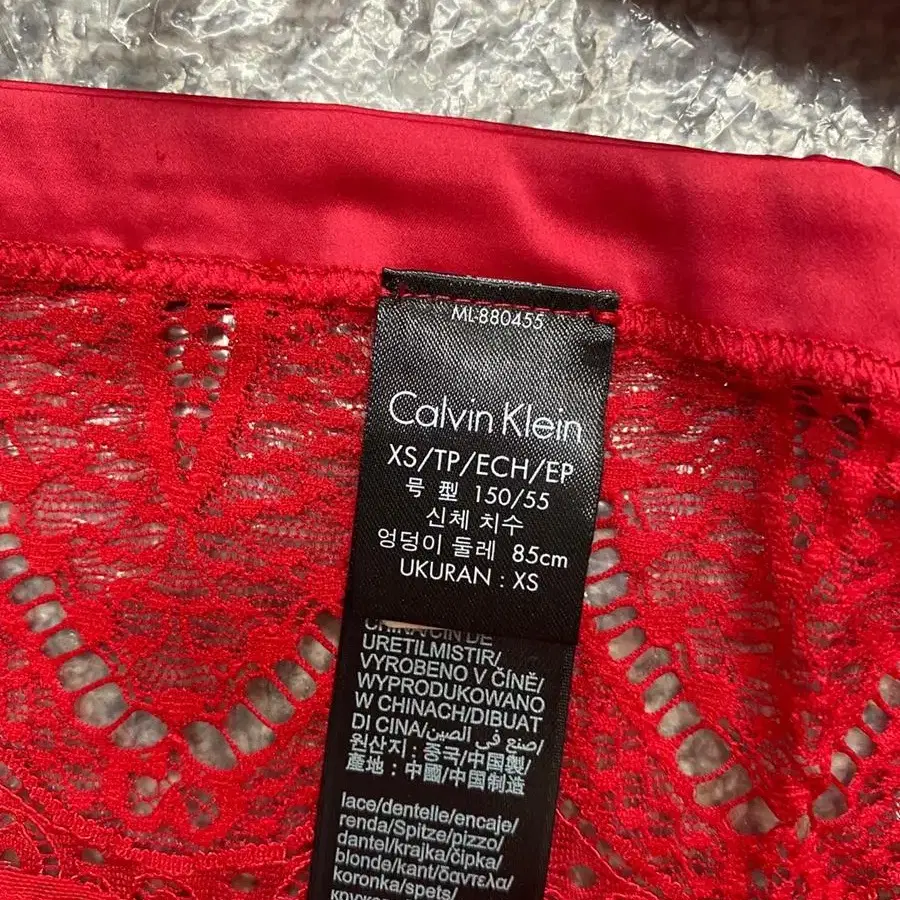 ML-880455
Calvin Klein
XS/TP/ECH/EP
号 型 150/55
신체 치수
엉덩이 둘레 85cm
UKURAN : XS
URETILMISTIR/
VYROBENO V ČÍNĚ/
WYPRODUKOWANO
W CHINACH/DIBUAT
DI CINA/صنع في الصين/
원산지 : 중국/中国製/
產地 : 中國/中国制造
lace/dentelle/encaje/
renda/Spitze/pizzo/
dantel/krajka/čipka/
blonde/kant/δαντελα/
koronka/spets/